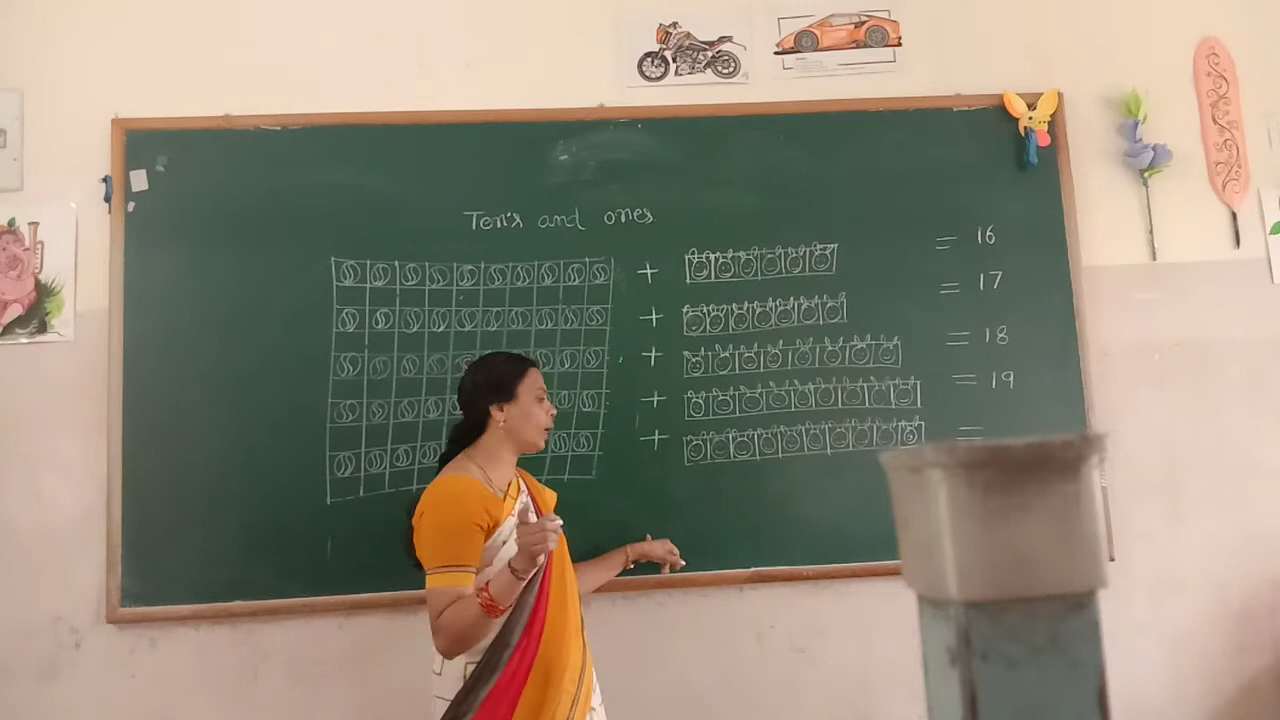 Ten's and ones
+ = 16
+ = 17
+ = 18
+ = 19
+ =